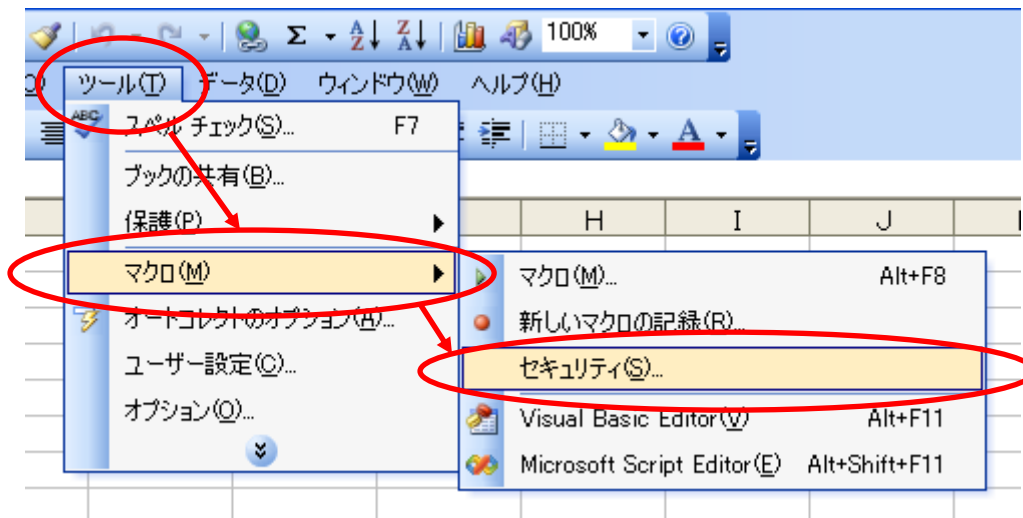 Σ A Z Z A 100%
ツール(T) データ(D) ウィンドウ(W) ヘルプ(H)
ABC スペル チェック(S)... F7
A
ブックの共有(B)...
保護(P)
H I J
マクロ(M)
マクロ(M)... Alt+F8
オートコレクトのオプション(A)...
新しいマクロの記録(R)...
ユーザー設定(C)...
セキュリティ(S)...
オプション(O)...
Visual Basic Editor(V) Alt+F11
Microsoft Script Editor(E) Alt+Shift+F11